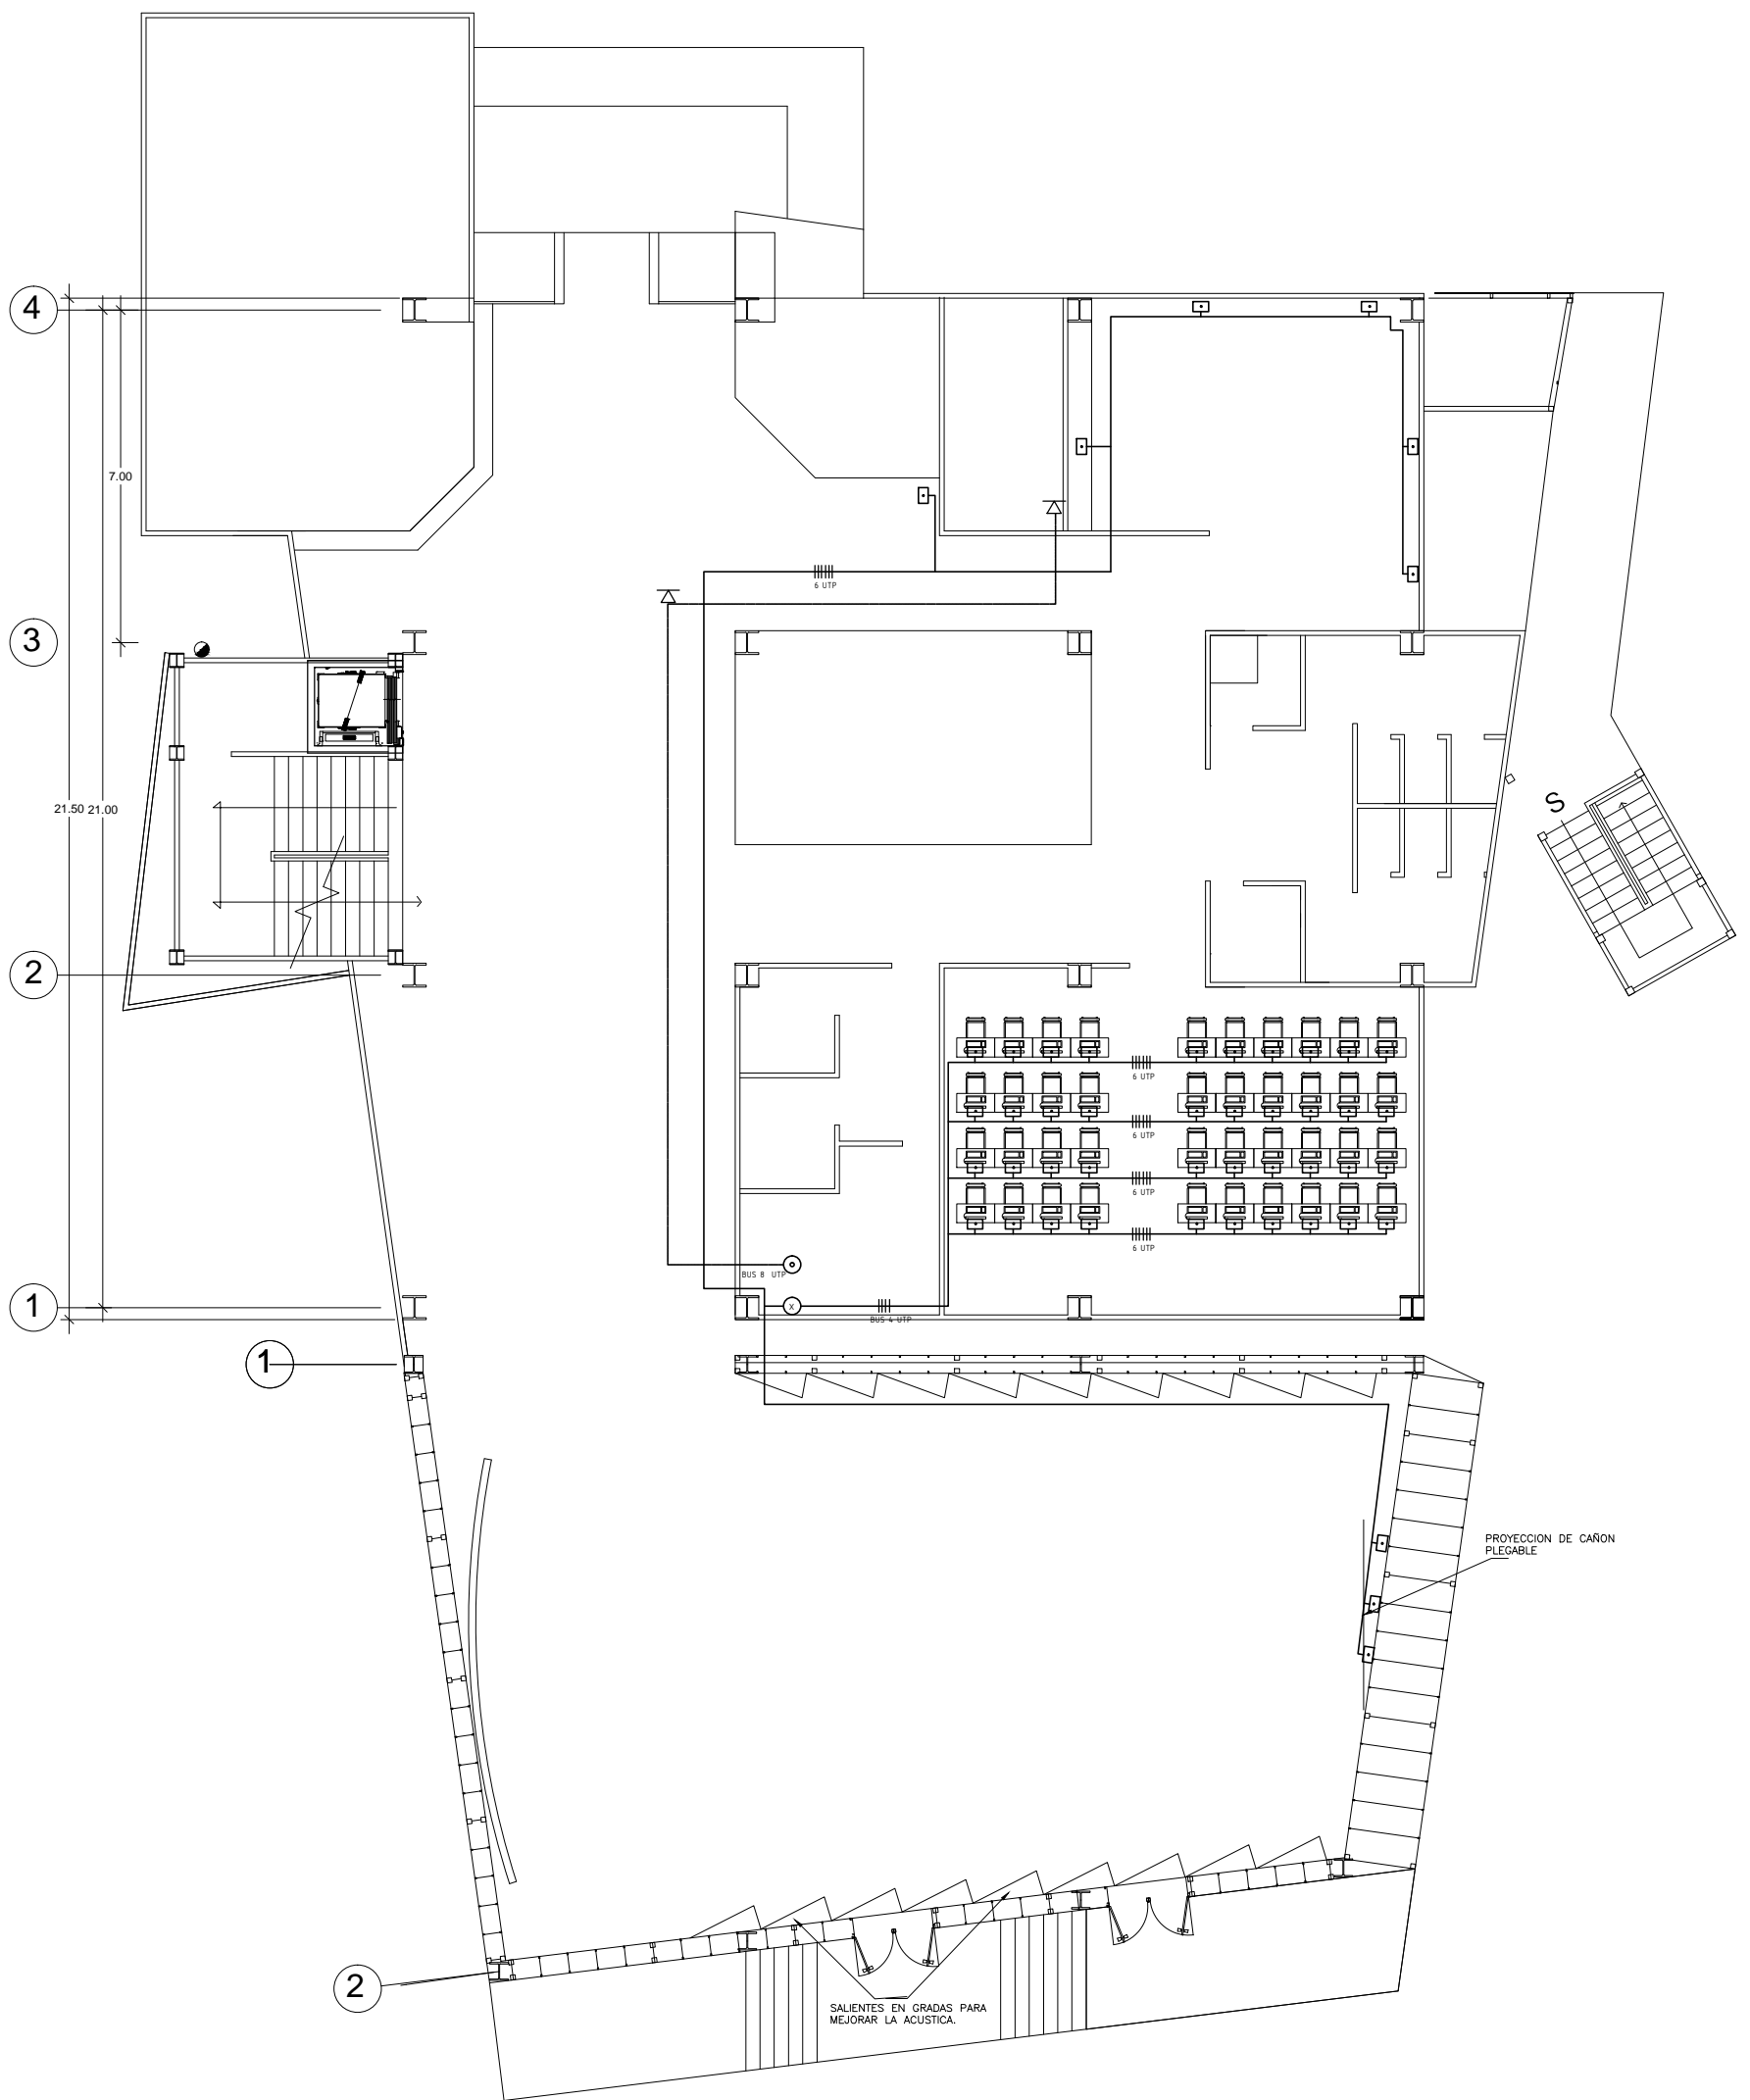 4
7.00
6 UTP
3
21.50
21.00
S
2
6 UTP
6 UTP
6 UTP
6 UTP
BUS 8 UTP
1
X
BUS 4 UTP
1
PROYECCION DE CAÑON
PLEGABLE
2
SALIENTES EN GRADAS PARA
MEJORAR LA ACUSTICA.